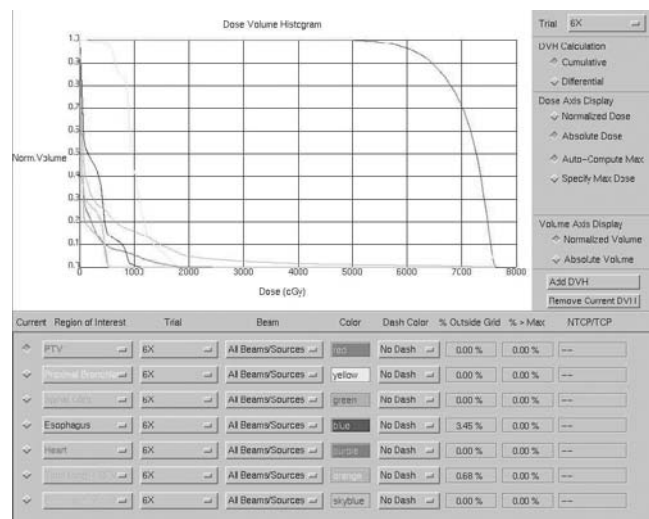 Dose Volume Histogram
Norm.Volume
0.1
0
1000
2000
3000
4000
5000
6000
7000
8000
Dose (cGy)
Trial 6X
DVH Calculation
Cumulative
Differential
Dose Axis Display
Normalized Dose
Absolute Dose
Auto-Compute Max
Specify Max Dose
Volume Axis Display
Normalized Volume
Absolute Volume
Add DVH
Remove Current DVH
Current Region of Interest Trial Beam Color Dash Color % Outside Grid % > Max NTCP/TCP
PTV 6X All Beams/Sources red No Dash 0.00 % 0.00 % --
6X All Beams/Sources yellow No Dash 0.00 % 0.00 % --
6X All Beams/Sources green No Dash 0.00 % 0.00 % --
Esophagus 6X All Beams/Sources blue No Dash 3.45 % 0.00 % --
Heart 6X All Beams/Sources purple No Dash 0.00 % 0.00 % --
6X All Beams/Sources orange No Dash 0.68 % 0.00 % --
6X All Beams/Sources skyblue No Dash 0.00 % 0.00 % --